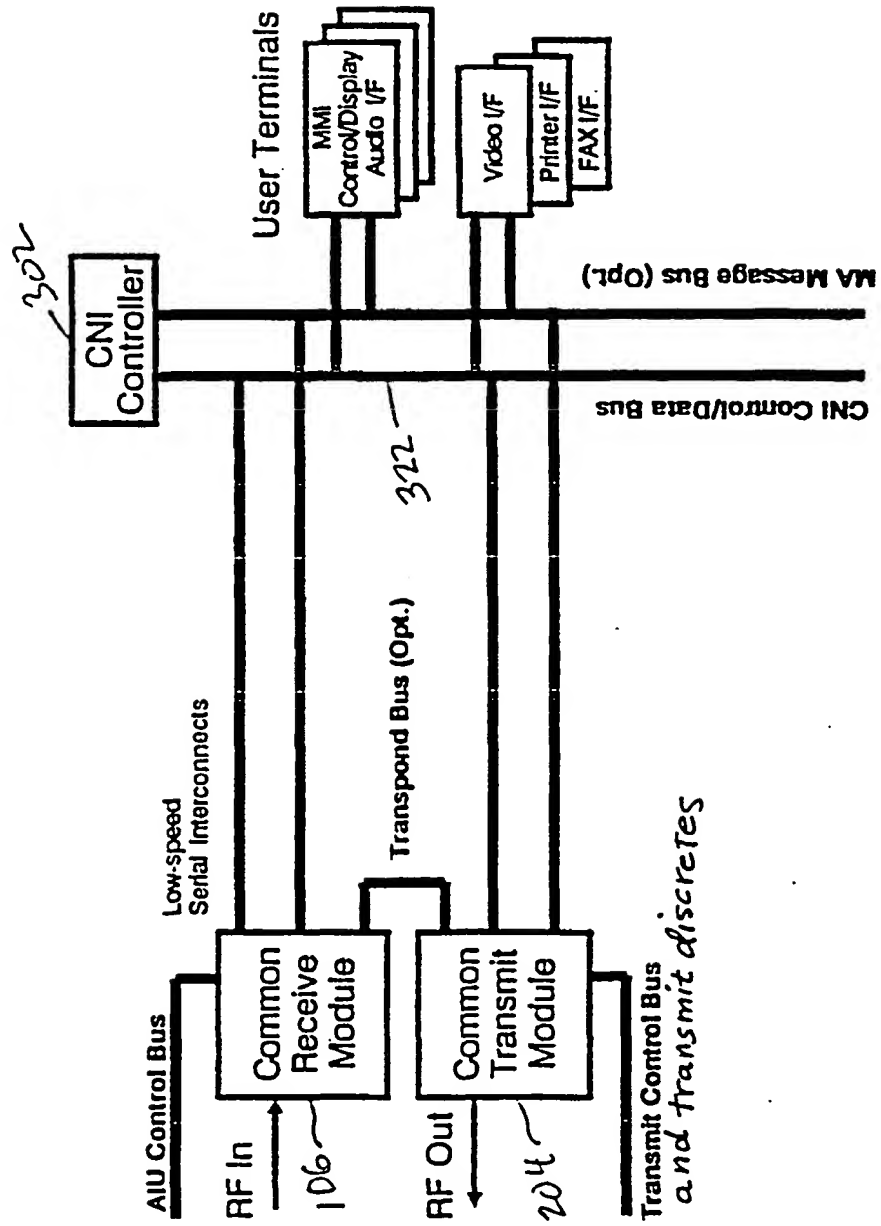 302
CNI
Controller
User Terminals
MMI
Control/Display
Audio I/F
Video I/F
Printer I/F
FAX I/F
MA Message Bus (Opt.)
CNI Control/Data Bus
322
Low-speed
Serial Interconnects
Transpond Bus (Opt.)
AIU Control Bus
RF In
Common
Receive
Module
106
RF Out
Common
Transmit
Module
204
Transmit Control Bus
and transmit discretes